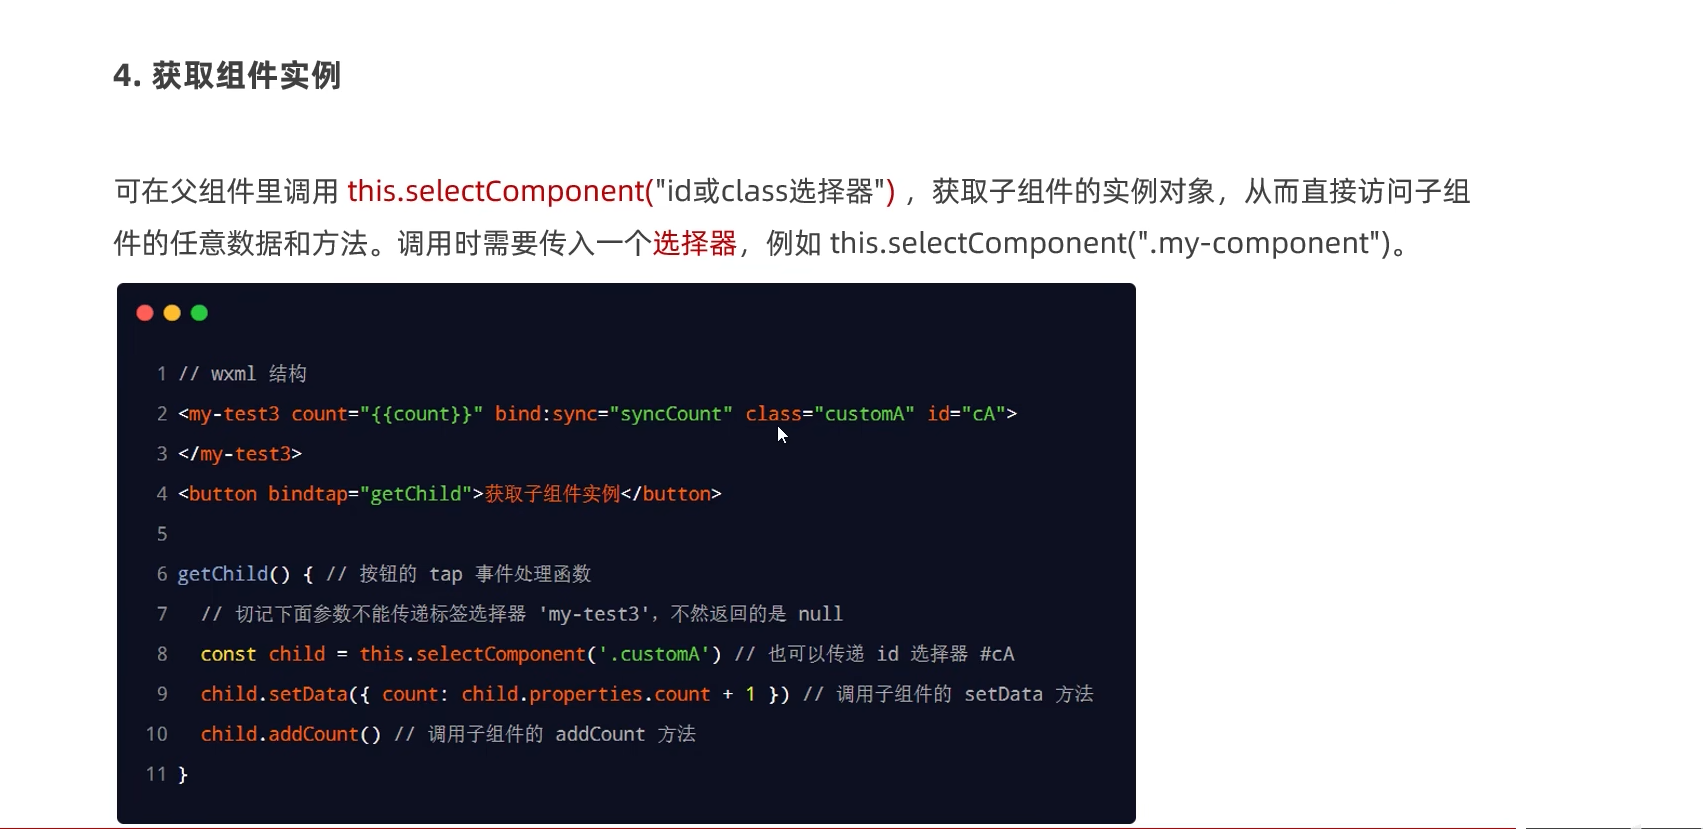 4. 获取组件实例
可在父组件里调用 this.selectComponent("id或class选择器") ，获取子组件的实例对象，从而直接访问子组
件的任意数据和方法。调用时需要传入一个选择器，例如 this.selectComponent(".my-component")。
1 // wxml 结构
2 <my-test3 count="{{count}}" bind:sync="syncCount" class="customA" id="cA">
3 </my-test3>
4 <button bindtap="getChild">获取子组件实例</button>
5
6 getChild() { // 按钮的 tap 事件处理函数
7 // 切记下面参数不能传递标签选择器 'my-test3'，不然返回的是 null
8 const child = this.selectComponent('.customA') // 也可以传递 id 选择器 #cA
9 child.setData({ count: child.properties.count + 1 }) // 调用子组件的 setData 方法
10 child.addCount() // 调用子组件的 addCount 方法
11 }